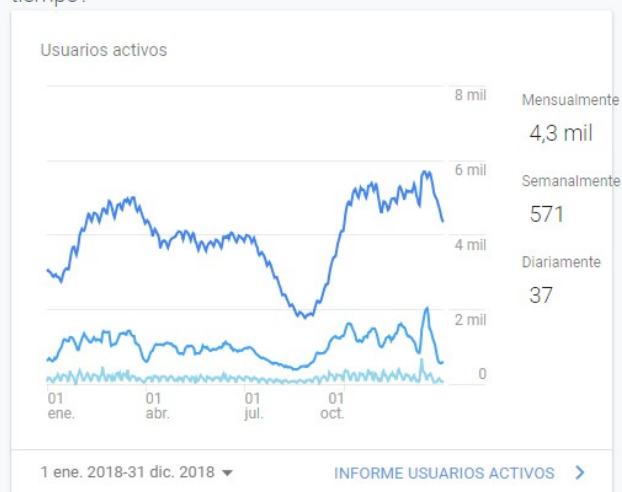 tiempo?
Usuarios activos
8 mil
6 mil
4 mil
2 mil
0
01 ene.
01 abr.
01 jul.
01 oct.
Mensualmente
4,3 mil
Semanalmente
571
Diariamente
37
1 ene. 2018-31 dic. 2018
INFORME USUARIOS ACTIVOS